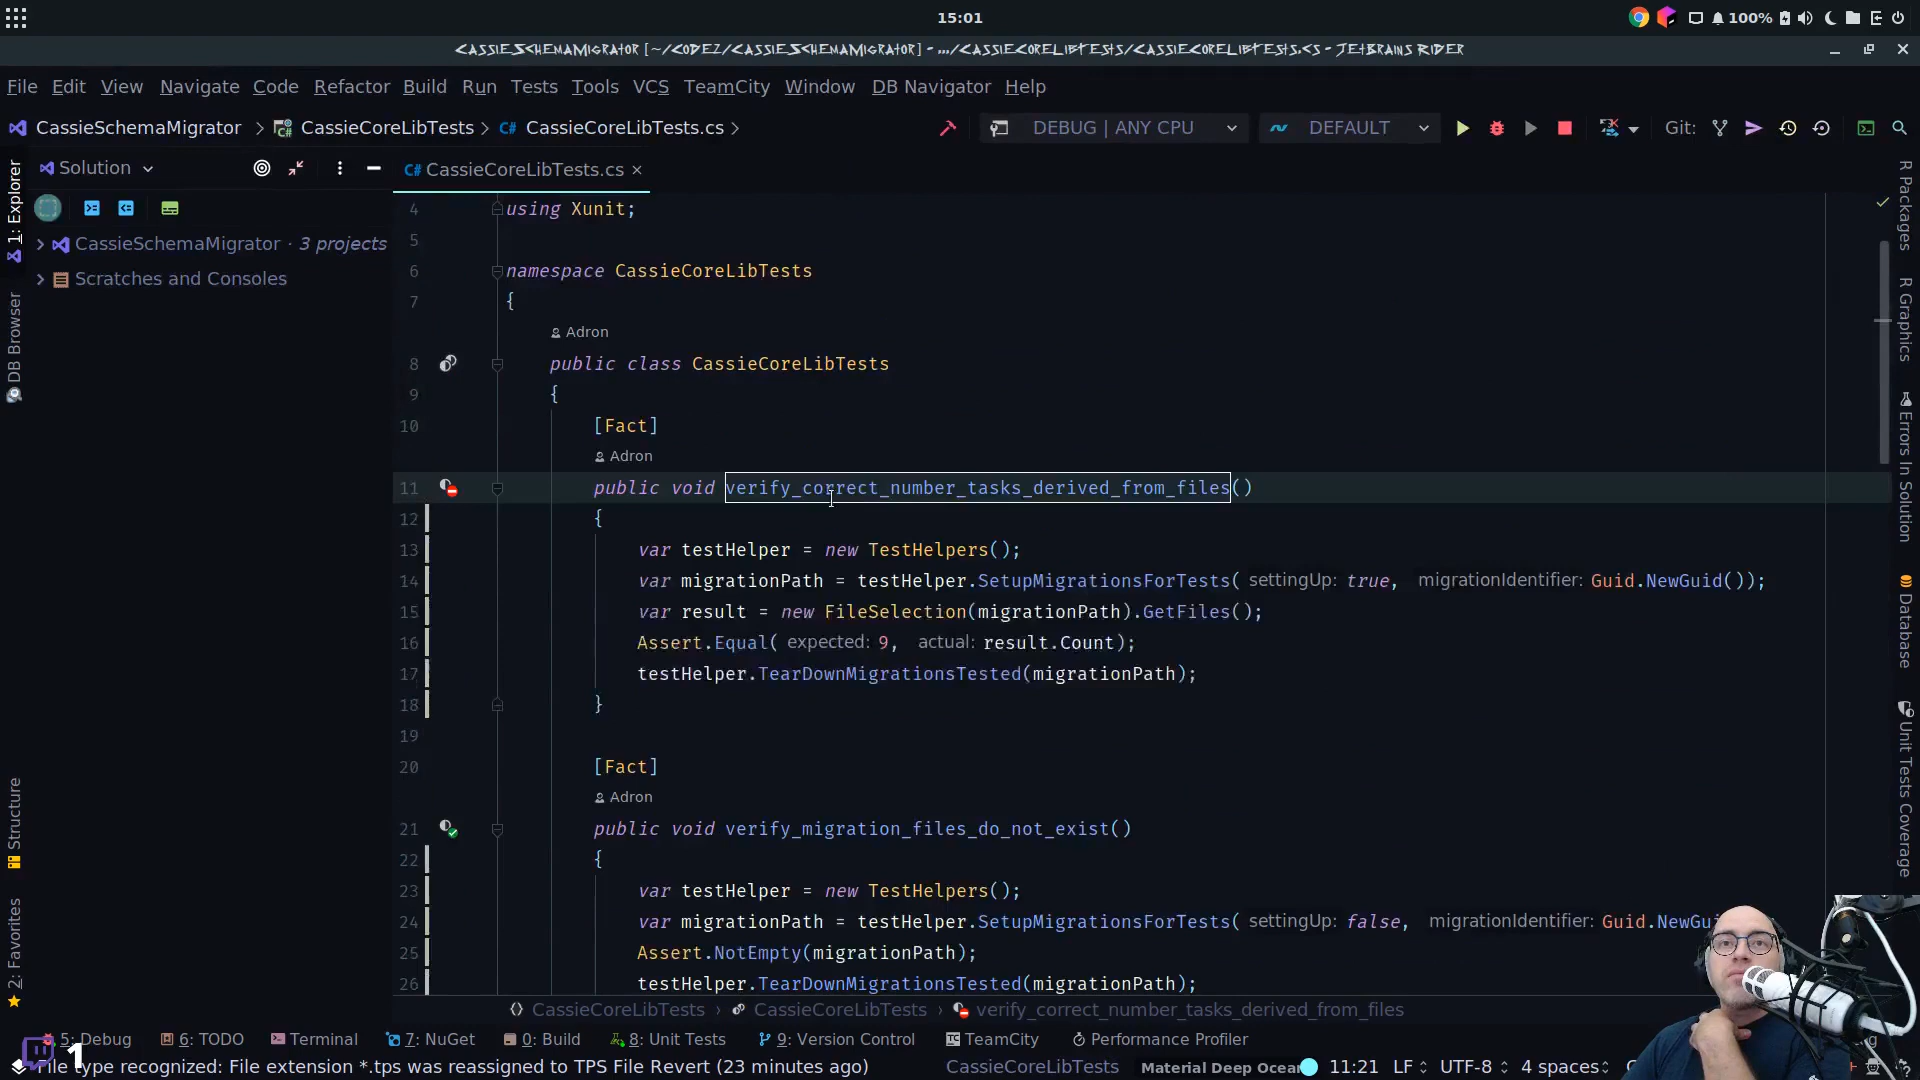 15:01
100%
CassieSchemaMigrator [~/Codez/CassieSchemaMigrator] - .../CassieCoreLibTests/CassieCoreLibTests.cs - JetBrains Rider
File Edit View Navigate Code Refactor Build Run Tests Tools VCS TeamCity Window DB Navigator Help
CassieSchemaMigrator CassieCoreLibTests C# CassieCoreLibTests.cs DEBUG | ANY CPU DEFAULT Git:
Solution
C# CassieCoreLibTests.cs
1: Explorer
DB Browser
Structure
2: Favorites
CassieSchemaMigrator · 3 projects
Scratches and Consoles
4 using Xunit;
5
6 namespace CassieCoreLibTests
7 {
Adron
8 public class CassieCoreLibTests
9 {
10 [Fact]
Adron
11 public void verify_correct_number_tasks_derived_from_files()
12 {
13 var testHelper = new TestHelpers();
14 var migrationPath = testHelper.SetupMigrationsForTests( settingUp: true, migrationIdentifier: Guid.NewGuid());
15 var result = new FileSelection(migrationPath).GetFiles();
16 Assert.Equal( expected: 9, actual: result.Count);
17 testHelper.TearDownMigrationsTested(migrationPath);
18 }
19
20 [Fact]
Adron
21 public void verify_migration_files_do_not_exist()
22 {
23 var testHelper = new TestHelpers();
24 var migrationPath = testHelper.SetupMigrationsForTests( settingUp: false, migrationIdentifier: Guid.NewGu
25 Assert.NotEmpty(migrationPath);
26 testHelper.TearDownMigrationsTested(migrationPath);
R Packages
R Graphics
Errors In Solution
Database
Unit Tests Coverage
CassieCoreLibTests CassieCoreLibTests verify_correct_number_tasks_derived_from_files
5: Debug 6: TODO Terminal 7: NuGet 0: Build 8: Unit Tests 9: Version Control TC TeamCity Performance Profiler
1
File type recognized: File extension *.tps was reassigned to TPS File Revert (23 minutes ago) CassieCoreLibTests Material Deep Ocean 11:21 LF UTF-8 4 spaces